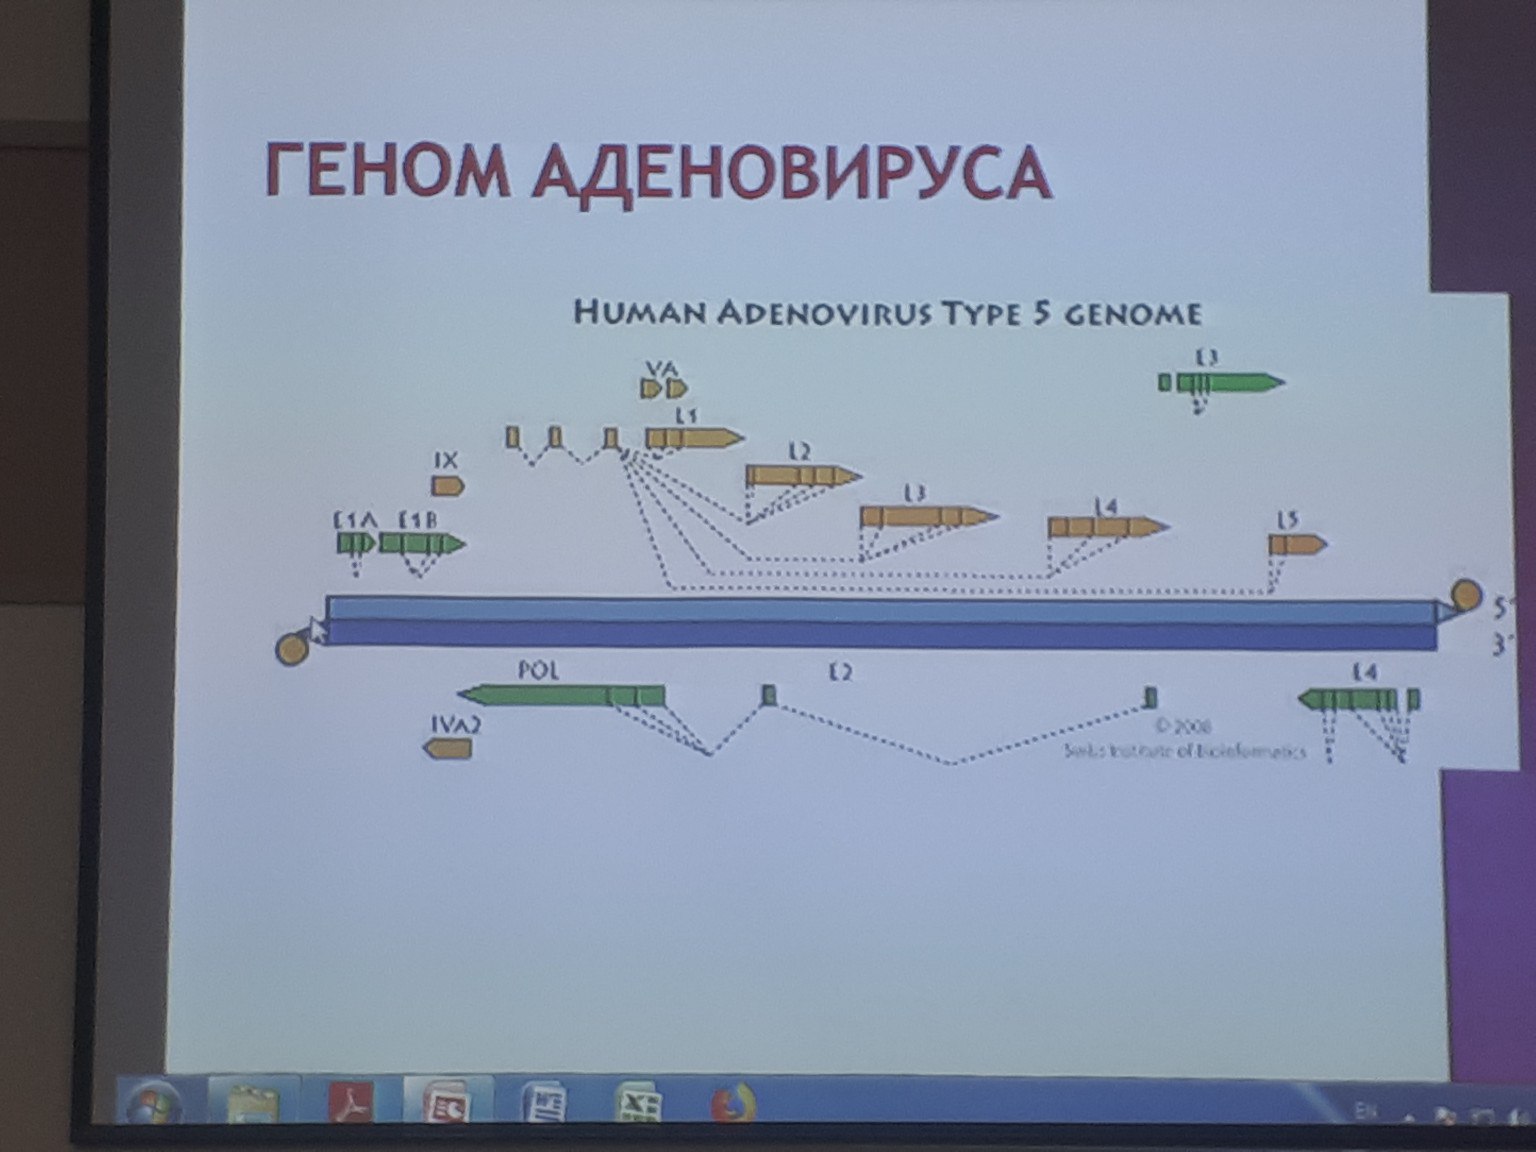 ГЕНОМ АДЕНОВИРУСА
HUMAN ADENOVIRUS TYPE 5 GENOME
E3
VA
L1
L2
IX
L3
L4
L5
E1A E1B
5'
3'
POL
E2
E4
IVA2
© 2008
Swiss Institute of Bioinformatics
EN